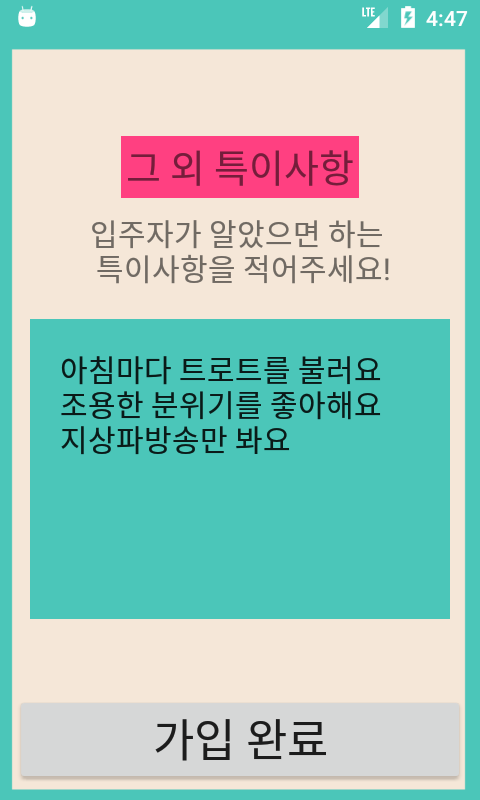 LTE 4:47
그 외 특이사항
입주자가 알았으면 하는
특이사항을 적어주세요!
아침마다 트로트를 불러요
조용한 분위기를 좋아해요
지상파방송만 봐요
가입 완료